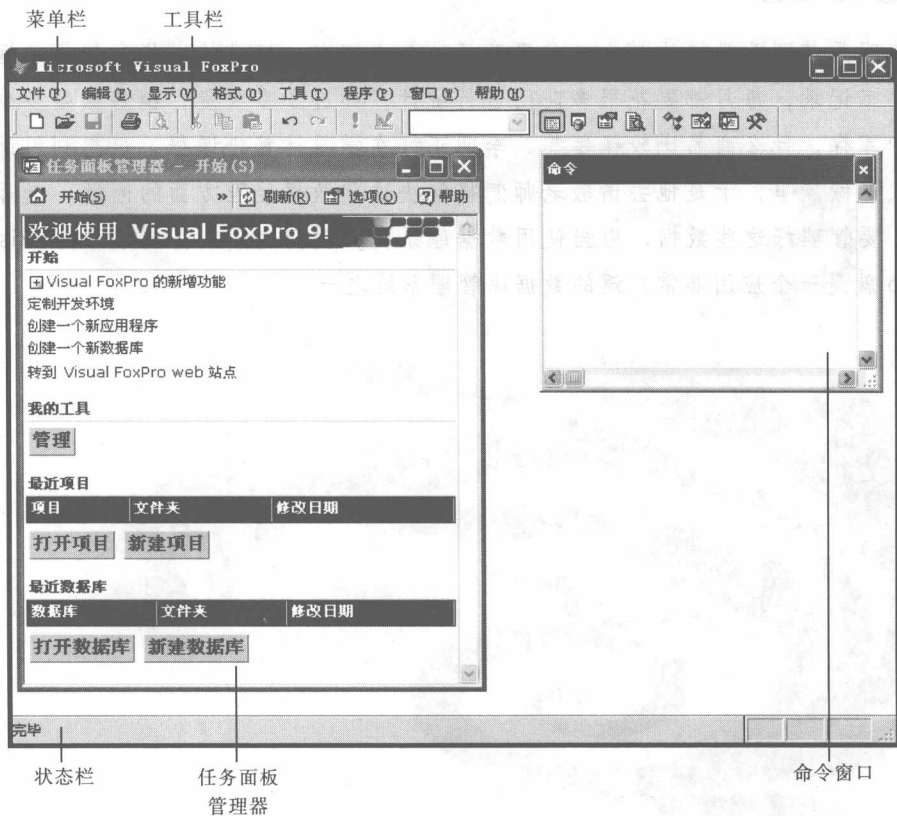 菜单栏 工具栏
Microsoft Visual FoxPro
文件(F) 编辑(E) 显示(V) 格式(O) 工具(T) 程序(P) 窗口(W) 帮助(H)
任务面板管理器 - 开始(S)
开始(S) » 刷新(R) 选项(O) 帮助
欢迎使用 Visual FoxPro 9!
开始
Visual FoxPro 的新增功能
定制开发环境
创建一个新应用程序
创建一个新数据库
转到 Visual FoxPro web 站点
我的工具
管理
最近项目
项目 文件夹 修改日期
打开项目 新建项目
最近数据库
数据库 文件夹 修改日期
打开数据库 新建数据库
命令
完毕
状态栏 任务面板
管理器
命令窗口